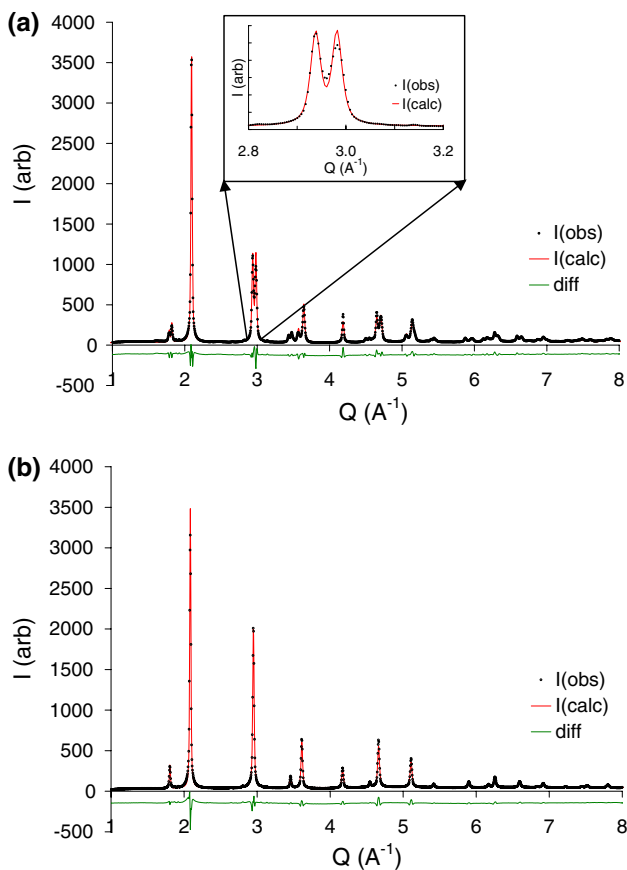 (a)
4000
3500
3000
2500
2000
1500
1000
500
0
-500
I (arb)
1 2 3 4 5 6 7 8
Q (A⁻¹)
I (arb)
I(obs)
I(calc)
2.8 3.0 3.2
Q (A⁻¹)
I(obs)
I(calc)
diff
(b)
4000
3500
3000
2500
2000
1500
1000
500
0
-500
I (arb)
1 2 3 4 5 6 7 8
Q (A⁻¹)
I(obs)
I(calc)
diff